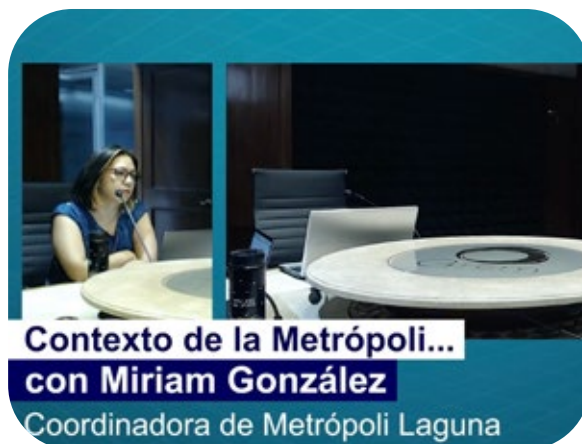 Contexto de la Metrópoli...
con Miriam González
Coordinadora de Metrópoli Laguna